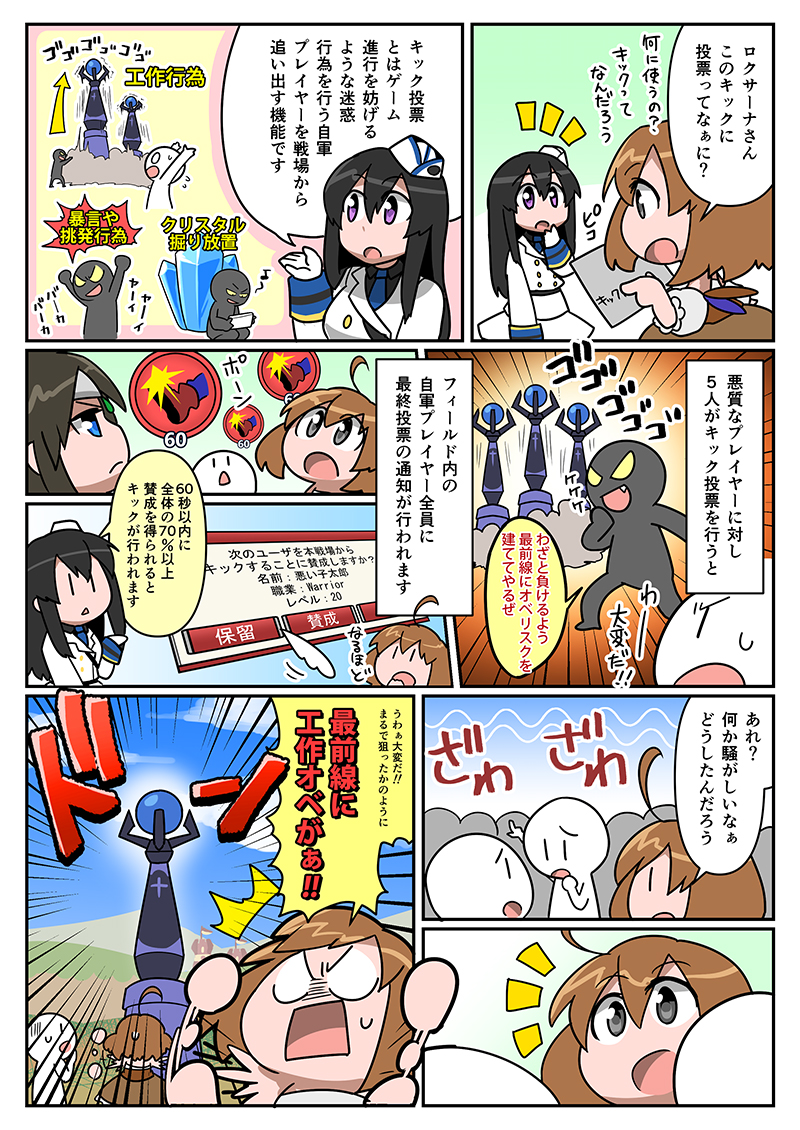 ロクサーナさん
このキックに
投票ってなぁに？
何に使うの？
キックって
なんだろう
ピコ
キック
キック投票
とはゲーム
進行を妨げる
ような迷惑
行為を行う自軍
プレイヤーを戦場から
追い出す機能です
ゴゴゴゴゴゴ
工作行為
暴言や
挑発行為
クリスタル
掘り放置
バーカ
バーカ
ヤーイ
ヤーイ
悪質なプレイヤーに対し
５人がキック投票を行うと
ゴゴゴゴゴ
ケケケ
わざと負けるよう
最前線にオベリスクを
建ててやるぜ
わー
大変だ!!
フィールド内の
自軍プレイヤー全員に
最終投票の通知が行われます
ポーン
60
60
60秒以内に
全体の70％以上
賛成を得られると
キックが行われます
次のユーザを本戦場から
キックすることに賛成しますか?
名前：悪い子太郎
職業：Warrior
レベル：20
保留
賛成
なるほど
あれ？
何か騒がしいなぁ
どうしたんだろう
ざわ
ざわ
うわぁ大変だ!!
まるで狙ったかのように
最前線に
工作オベがぁ!!
ドン